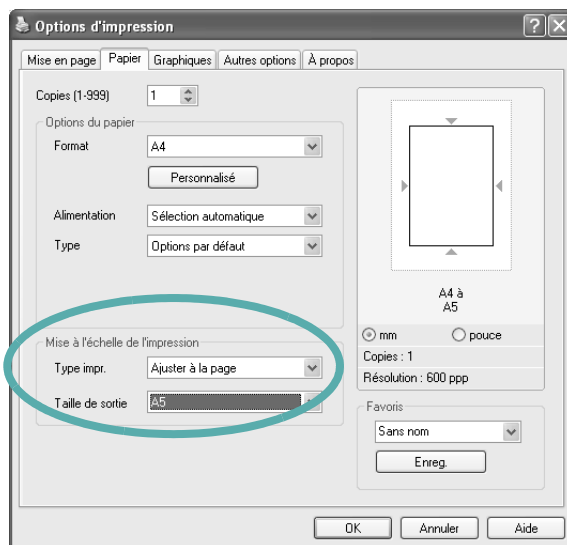 Options d'impression
Mise en page Papier Graphiques Autres options À propos
Copies (1-999) 1
Options du papier
Format A4
Personnalisé
Alimentation Sélection automatique
Type Options par défaut
A4 à
A5
mm pouce
Copies : 1
Résolution : 600 ppp
Mise à l'échelle de l'impression
Type impr. Ajuster à la page
Taille de sortie A5
Favoris
Sans nom
Enreg.
OK Annuler Aide